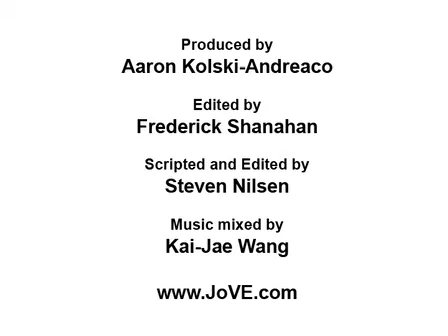 Produced by
Aaron Kolski-Andreaco
Edited by
Frederick Shanahan
Scripted and Edited by
Steven Nilsen
Music mixed by
Kai-Jae Wang
www.JoVE.com